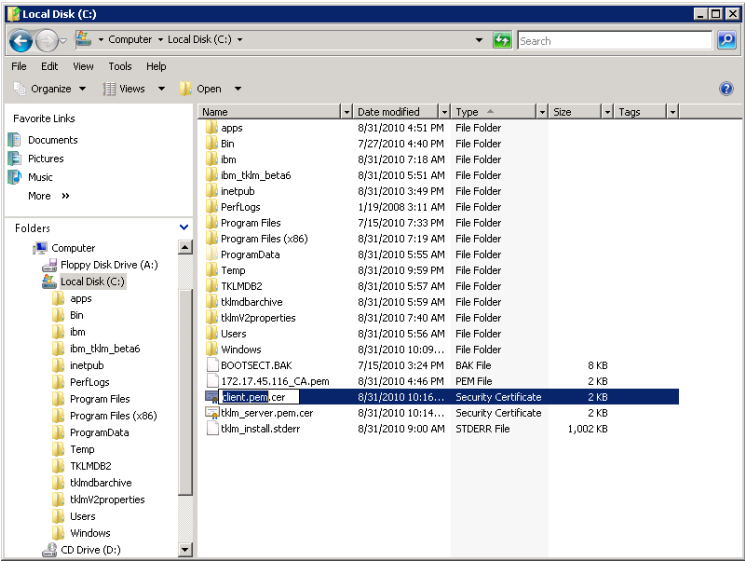 Local Disk (C:)
Computer Local Disk (C:) Search
File Edit View Tools Help
Organize Views Open
Favorite Links
Documents
Pictures
Music
More »
Folders
Computer
Floppy Disk Drive (A:)
Local Disk (C:)
apps
Bin
ibm
ibm_tklm_beta6
inetpub
PerfLogs
Program Files
Program Files (x86)
ProgramData
Temp
TKLMDB2
tklmdbarchive
tklmV2properties
Users
Windows
CD Drive (D:)
Name Date modified Type Size Tags
apps 8/31/2010 4:51 PM File Folder
Bin 7/27/2010 4:40 PM File Folder
ibm 8/31/2010 7:18 AM File Folder
ibm_tklm_beta6 8/31/2010 5:51 AM File Folder
inetpub 8/31/2010 3:49 PM File Folder
PerfLogs 1/19/2008 3:11 AM File Folder
Program Files 7/15/2010 7:33 PM File Folder
Program Files (x86) 8/31/2010 7:19 AM File Folder
ProgramData 8/31/2010 5:55 AM File Folder
Temp 8/31/2010 9:59 PM File Folder
TKLMDB2 8/31/2010 5:57 AM File Folder
tklmdbarchive 8/31/2010 5:59 AM File Folder
tklmV2properties 8/31/2010 7:40 AM File Folder
Users 8/31/2010 5:56 AM File Folder
Windows 8/31/2010 10:09... File Folder
BOOTSECT.BAK 7/15/2010 3:24 PM BAK File 8 KB
172.17.45.116_CA.pem 8/31/2010 4:46 PM PEM File 2 KB
client.pem.cer 8/31/2010 10:16... Security Certificate 2 KB
tklm_server.pem.cer 8/31/2010 10:14... Security Certificate 2 KB
tklm_install.stderr 8/31/2010 9:00 AM STDERR File 1,002 KB